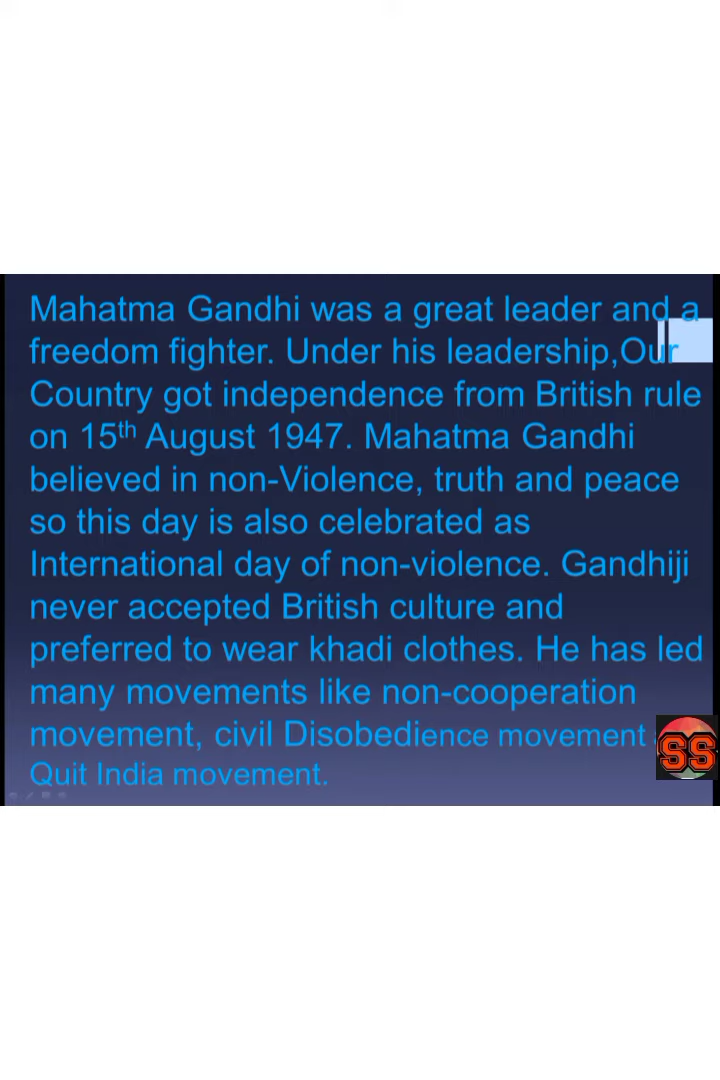 Mahatma Gandhi was a great leader and a
freedom fighter. Under his leadership,Our
Country got independence from British rule
on 15th August 1947. Mahatma Gandhi
believed in non-Violence, truth and peace
so this day is also celebrated as
International day of non-violence. Gandhiji
never accepted British culture and
preferred to wear khadi clothes. He has led
many movements like non-cooperation
movement, civil Disobedience movement
Quit India movement.
SS